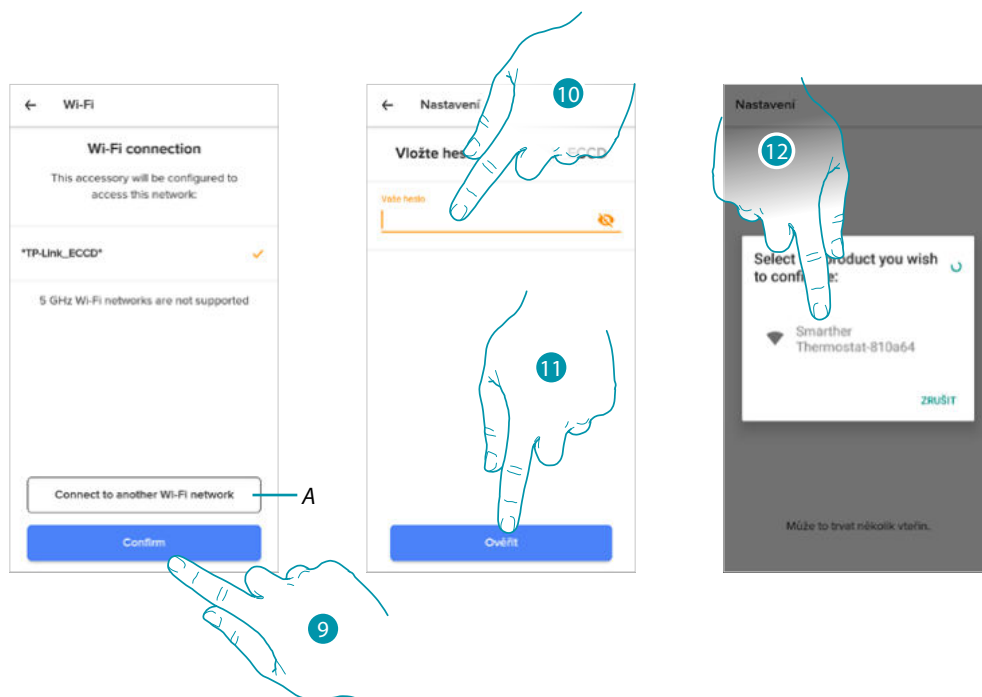 ← Wi-Fi
Wi-Fi connection
This accessory will be configured to
access this network:
"TP-Link_ECCD"
5 GHz Wi-Fi networks are not supported
Connect to another Wi-Fi network
A
Confirm
9
← Nastavení
10
Vložte ECCD
Vaše heslo
11
Ověřit
Nastavení
12
Select product you wish
to
Smarther
Thermostat-810a64
ZRUŠIT
Může to trvat několik vteřin.